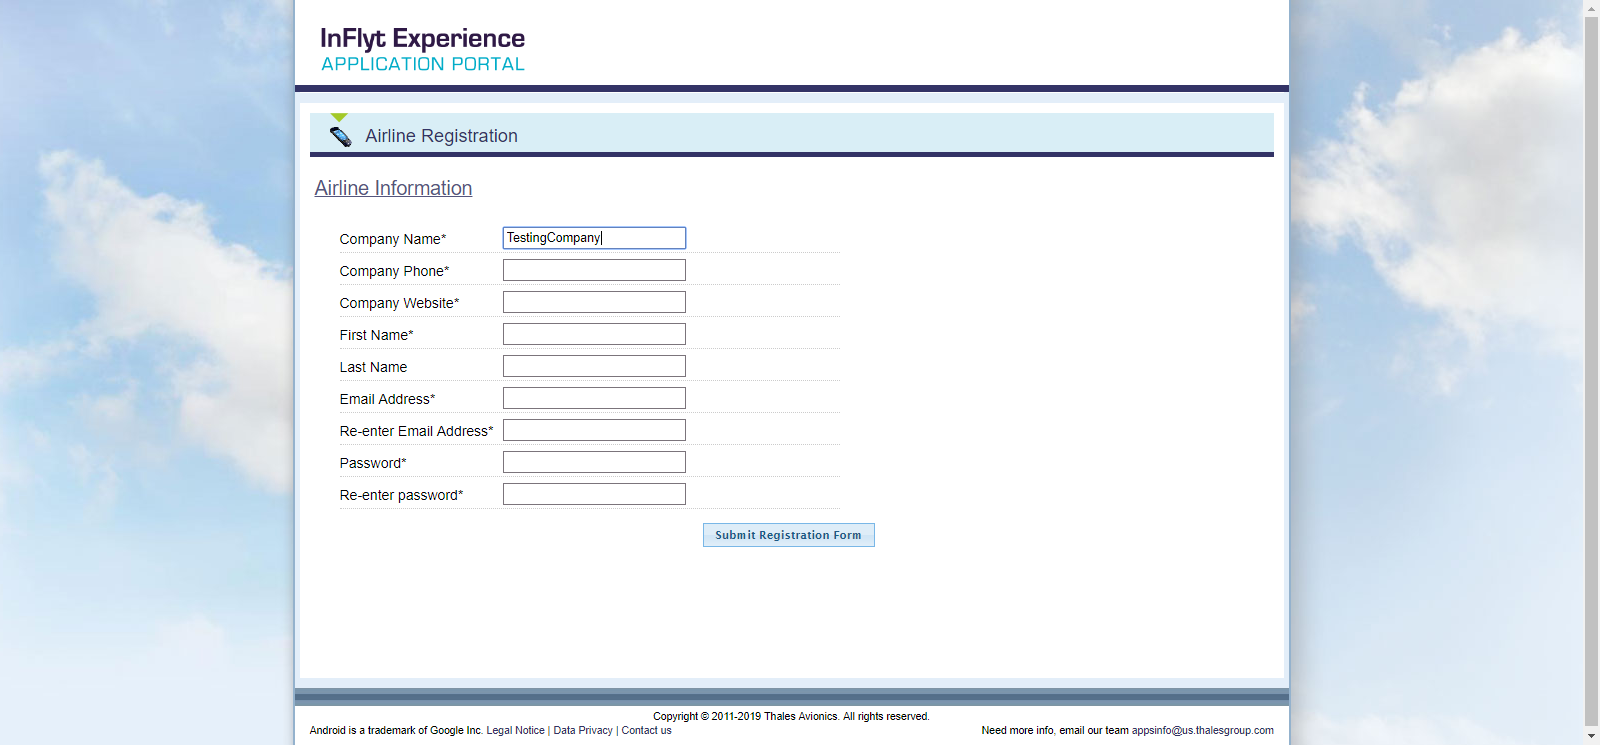 InFlyt Experience
APPLICATION PORTAL
Airline Registration
Airline Information
Company Name* TestingCompany
Company Phone*
Company Website*
First Name*
Last Name
Email Address*
Re-enter Email Address*
Password*
Re-enter password*
Submit Registration Form
Copyright © 2011-2019 Thales Avionics. All rights reserved.
Android is a trademark of Google Inc. Legal Notice | Data Privacy | Contact us Need more info, email our team appsinfo@us.thalesgroup.com